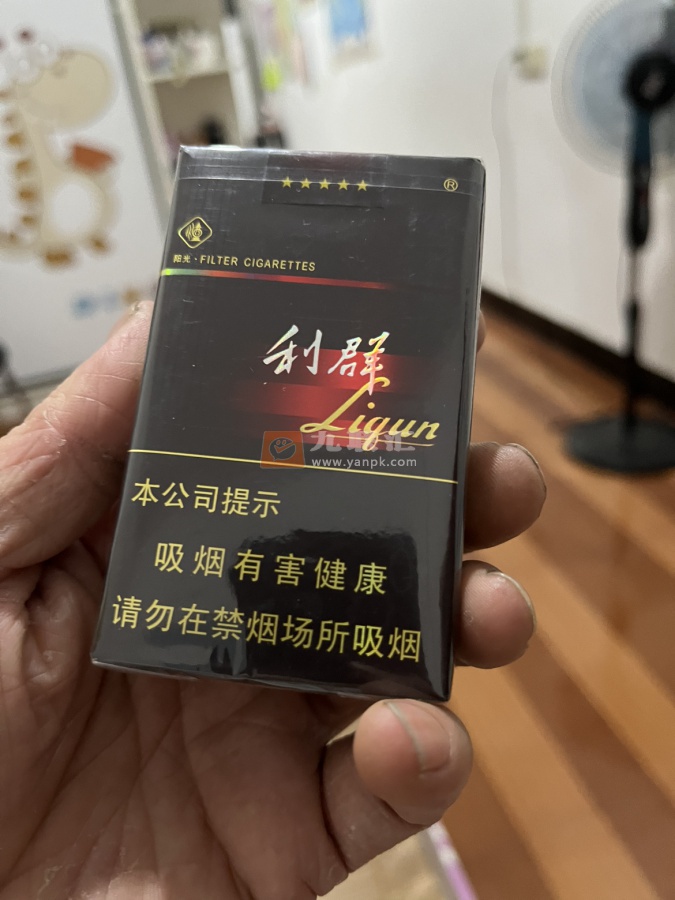 ★★★★★ ®
阳光·FILTER CIGARETTES
利群
Liqun
www.yanpk.com
本公司提示
吸烟有害健康
请勿在禁烟场所吸烟